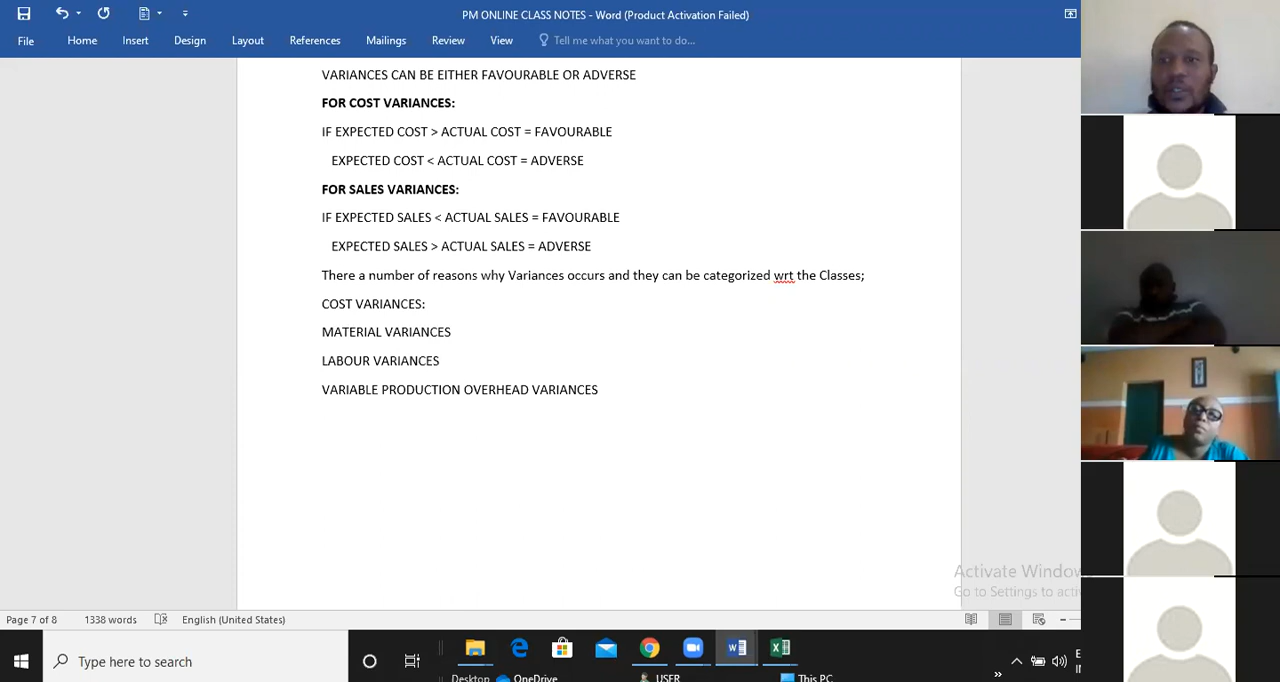 PM ONLINE CLASS NOTES - Word (Product Activation Failed)
File Home Insert Design Layout References Mailings Review View Tell me what you want to do...
VARIANCES CAN BE EITHER FAVOURABLE OR ADVERSE
FOR COST VARIANCES:
IF EXPECTED COST > ACTUAL COST = FAVOURABLE
EXPECTED COST < ACTUAL COST = ADVERSE
FOR SALES VARIANCES:
IF EXPECTED SALES < ACTUAL SALES = FAVOURABLE
EXPECTED SALES > ACTUAL SALES = ADVERSE
There a number of reasons why Variances occurs and they can be categorized wrt the Classes;
COST VARIANCES:
MATERIAL VARIANCES
LABOUR VARIANCES
VARIABLE PRODUCTION OVERHEAD VARIANCES
Activate Window
Go to Settings to acti
Page 7 of 8 1338 words English (United States)
Type here to search
Desktop OneDrive USER This PC